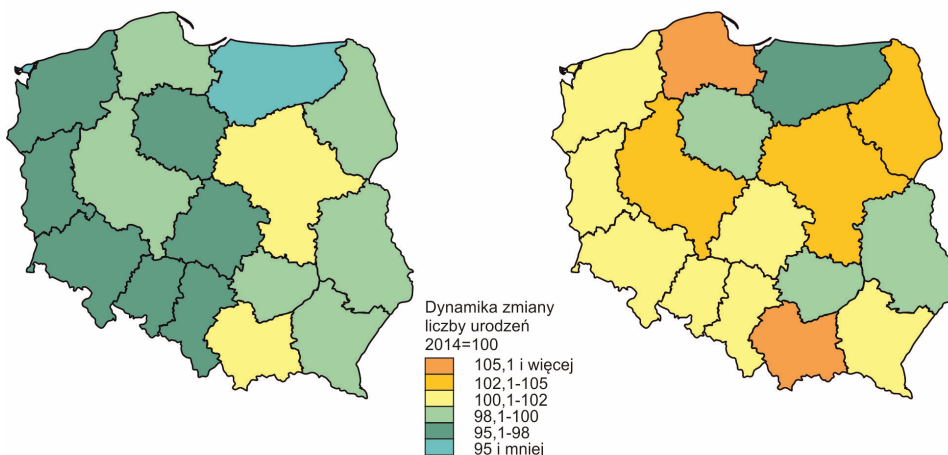 Dynamika zmiany
liczby urodzeń
2014=100
105,1 i więcej
102,1-105
100,1-102
98,1-100
95,1-98
95 i mniej